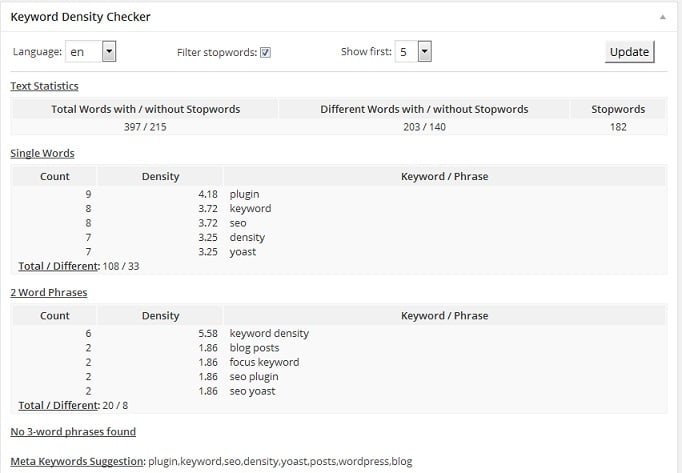 Keyword Density Checker
Language: en Filter stopwords: Show first: 5 Update
Text Statistics
Total Words with / without Stopwords Different Words with / without Stopwords Stopwords
397 / 215 203 / 140 182
Single Words
Count Density Keyword / Phrase
9 4.18 plugin
8 3.72 keyword
8 3.72 seo
7 3.25 density
7 3.25 yoast
Total / Different: 108 / 33
2 Word Phrases
Count Density Keyword / Phrase
6 5.58 keyword density
2 1.86 blog posts
2 1.86 focus keyword
2 1.86 seo plugin
2 1.86 seo yoast
Total / Different: 20 / 8
No 3-word phrases found
Meta Keywords Suggestion: plugin,keyword,seo,density,yoast,posts,wordpress,blog